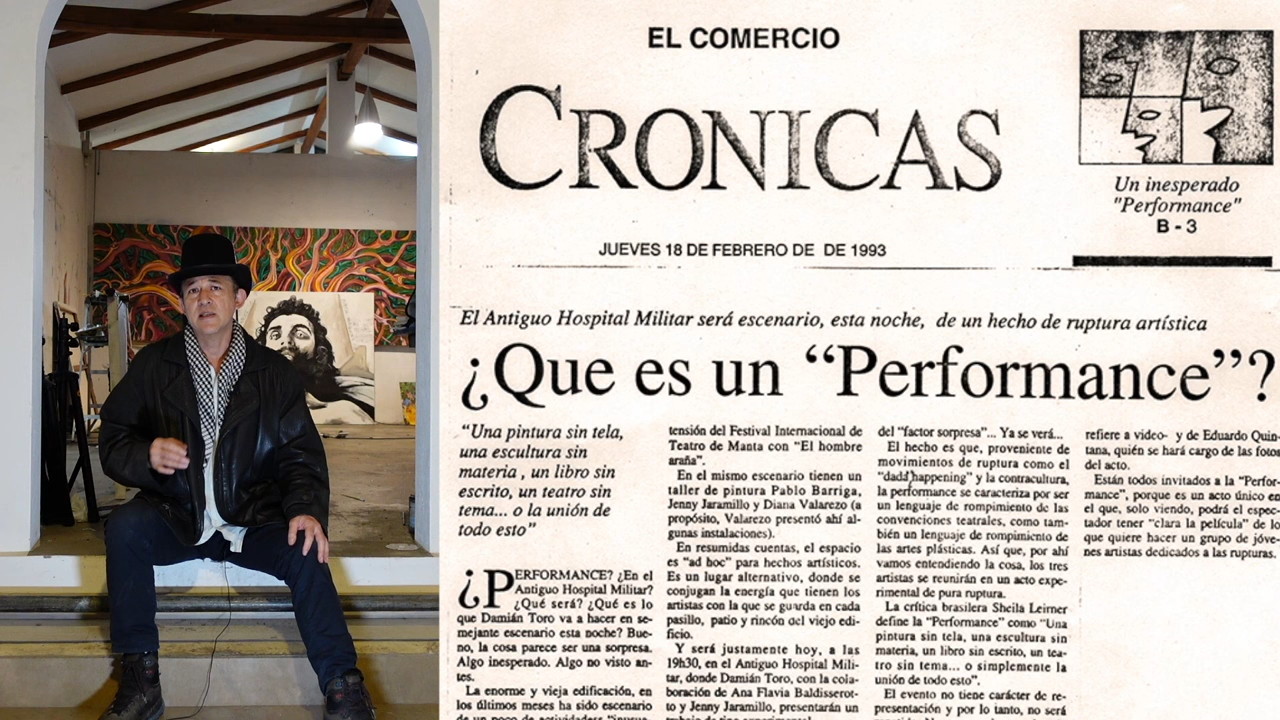 EL COMERCIO
CRONICAS
JUEVES 18 DE FEBRERO DE DE 1993
Un inesperado
"Performance"
B - 3
El Antiguo Hospital Militar será escenario, esta noche, de un hecho de ruptura artística
¿Que es un “Performance”?
“Una pintura sin tela,
una escultura sin
materia , un libro sin
escrito, un teatro sin
tema... o la unión de
todo esto”
¿PERFORMANCE? ¿En el
Antiguo Hospital Militar?
¿Qué será? ¿Qué es lo
que Damián Toro va a hacer en se-
mejante escenario esta noche? Bue-
no, la cosa parece ser una sorpresa.
Algo inesperado. Algo no visto an-
tes.
La enorme y vieja edificación, en
los últimos meses ha sido escenario
de un poco de actividades "inusua-
tensión del Festival Internacional de
Teatro de Manta con “El hombre
araña”.
En el mismo escenario tienen un
taller de pintura Pablo Barriga,
Jenny Jaramillo y Diana Valarezo (a
propósito, Valarezo presentó ahí al-
gunas instalaciones).
En resumidas cuentas, el espacio
es "ad hoc" para hechos artísticos.
Es un lugar alternativo, donde se
conjugan la energía que tienen los
artistas con la que se guarda en cada
pasillo, patio y rincón del viejo edi-
ficio.
Y será justamente hoy, a las
19h30, en el Antiguo Hospital Mili-
tar, donde Damián Toro, con la cola-
boración de Ana Flavia Baldisserot-
to y Jenny Jaramillo, presentarán un
trabajo de tipo experimental
del “factor sorpresa”... Ya se verá...
El hecho es que, proveniente de
movimientos de ruptura como el
"dadá happening" y la contracultura,
la performance se caracteriza por ser
un lenguaje de rompimiento de las
convenciones teatrales, como tam-
bién un lenguaje de rompimiento de
las artes plásticas. Así que, por ahí
vamos entendiendo la cosa, los tres
artistas se reunirán en un acto expe-
rimental de pura ruptura.
La crítica brasilera Sheila Leirner
define la “Performance” como “Una
pintura sin tela, una escultura sin
materia, un libro sin escrito, un tea-
tro sin tema... o simplemente la
unión de todo esto”.
El evento no tiene carácter de re-
presentación y por lo tanto, no será
refiere a video- y de Eduardo Quin-
tana, quién se hará cargo de las fotos
del acto.
Están todos invitados a la “Perfor-
mance”, porque es un acto único en
el que, solo viendo, podrá el espec-
tador tener “clara la película” de lo
que quiere hacer un grupo de jóve-
nes artistas dedicados a las rupturas.